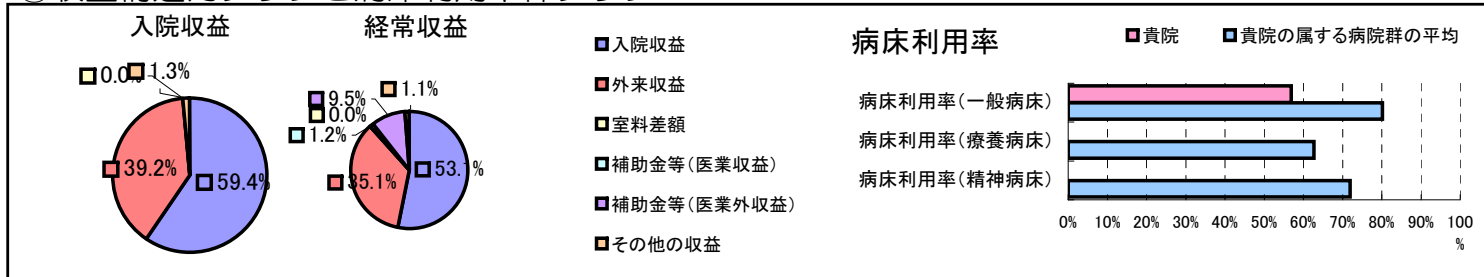 入院収益
0.0%
1.3%
39.2%
59.4%
経常収益
1.1%
9.5%
0.0%
1.2%
35.1%
53.1%
入院収益
外来収益
室料差額
補助金等(医業収益)
補助金等(医業外収益)
その他の収益
病床利用率
貴院
貴院の属する病院群の平均
病床利用率(一般病床)
病床利用率(療養病床)
病床利用率(精神病床)
0% 10% 20% 30% 40% 50% 60% 70% 80% 90% 100
%